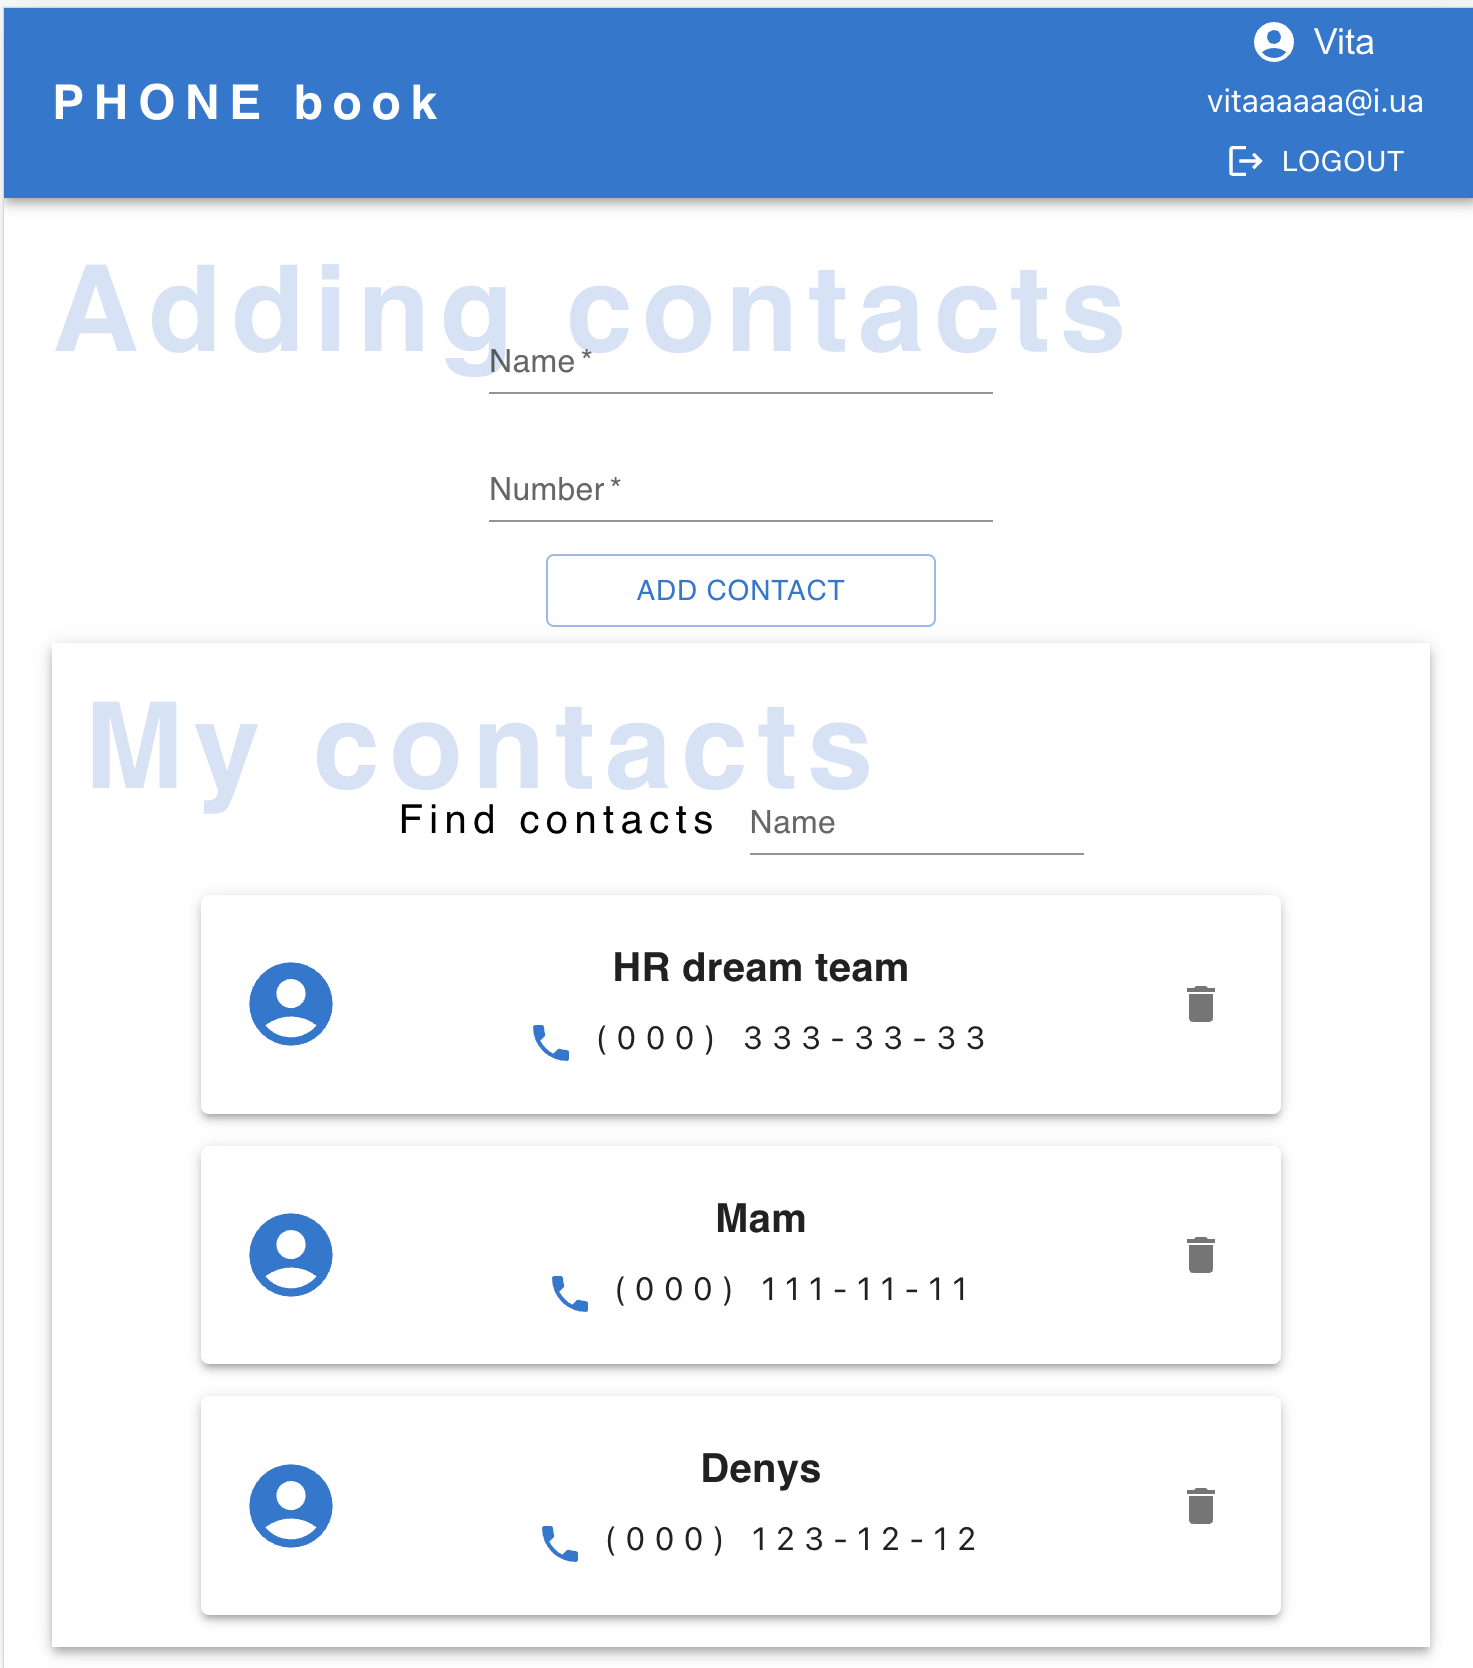 PHONE book
Vita
vitaaaaaa@i.ua
LOGOUT
Adding contacts
Name *
Number *
ADD CONTACT
My contacts
Find contacts Name
HR dream team
(000) 333-33-33
Mam
(000) 111-11-11
Denys
(000) 123-12-12